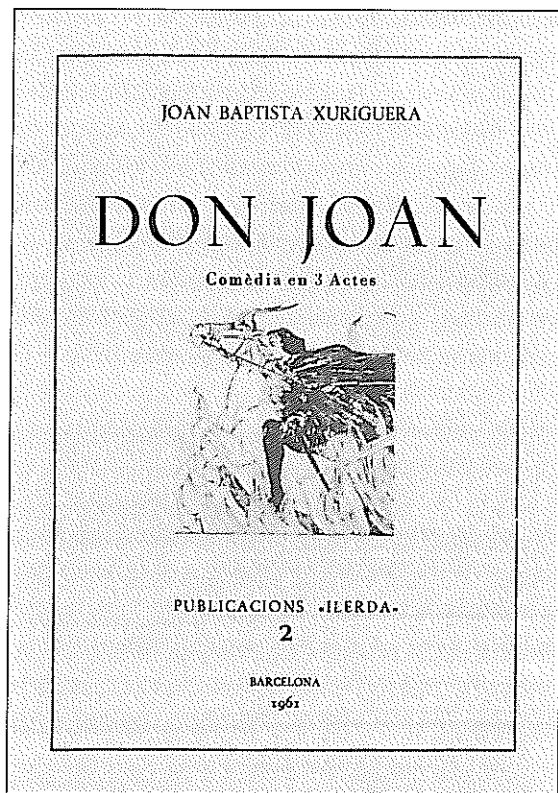 JOAN BAPTISTA XURIGUERA
DON JOAN
Comèdia en 3 Actes
PUBLICACIONS «ILERDA»
2
BARCELONA
1961